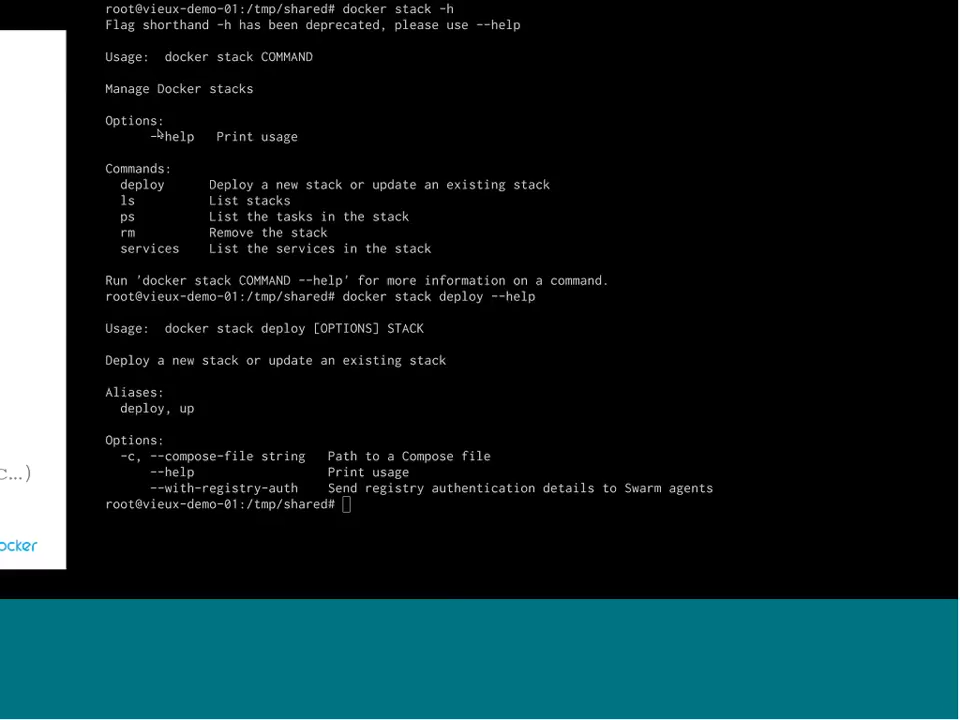 root@vieux-demo-01:/tmp/shared# docker stack -h
Flag shorthand -h has been deprecated, please use --help
Usage:  docker stack COMMAND
Manage Docker stacks
Options:
      --help   Print usage
Commands:
  deploy      Deploy a new stack or update an existing stack
  ls          List stacks
  ps          List the tasks in the stack
  rm          Remove the stack
  services    List the services in the stack
Run 'docker stack COMMAND --help' for more information on a command.
root@vieux-demo-01:/tmp/shared# docker stack deploy --help
Usage:  docker stack deploy [OPTIONS] STACK
Deploy a new stack or update an existing stack
Aliases:
  deploy, up
Options:
  -c, --compose-file string   Path to a Compose file
      --help                  Print usage
      --with-registry-auth    Send registry authentication details to Swarm agents
root@vieux-demo-01:/tmp/shared#
c...)
ocker